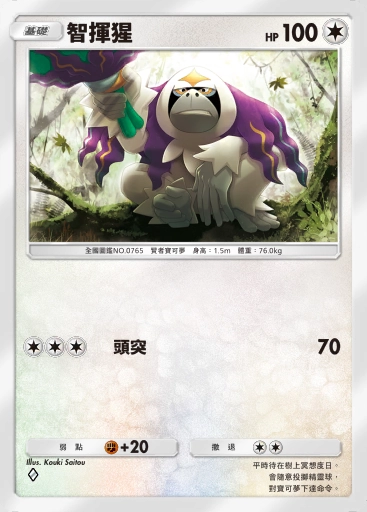 基礎 智揮猩 HP 100
全國圖鑑NO.0765 賢者寶可夢 身高：1.5m 體重：76.0kg
頭突 70
弱點 +20 撤退
Illus. Kouki Saitou
平時待在樹上冥想度日。
會隨意投擲精靈球，
對寶可夢下達命令。